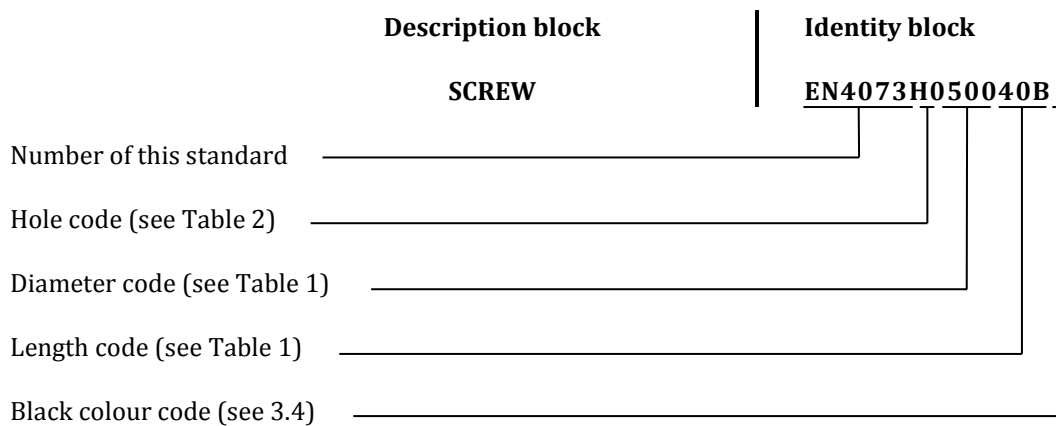 Description block Identity block
SCREW EN4073H050040B
Number of this standard
Hole code (see Table 2)
Diameter code (see Table 1)
Length code (see Table 1)
Black colour code (see 3.4)